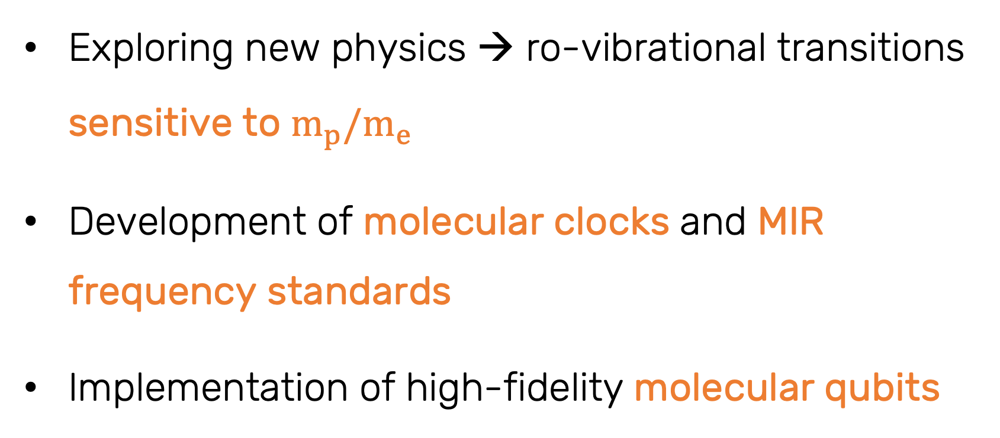 • Exploring new physics → ro-vibrational transitions
sensitive to mₚ/mₑ
• Development of molecular clocks and MIR
frequency standards
• Implementation of high-fidelity molecular qubits